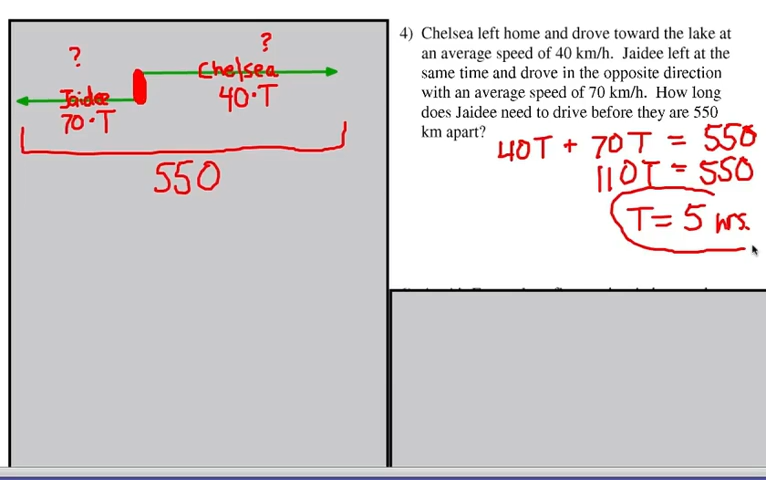 ?
?
Chelsea
Jaidee
40·T
70·T
550
4) Chelsea left home and drove toward the lake at
an average speed of 40 km/h. Jaidee left at the
same time and drove in the opposite direction
with an average speed of 70 km/h. How long
does Jaidee need to drive before they are 550
km apart?
40T + 70T = 550
110T = 550
T = 5 hrs.